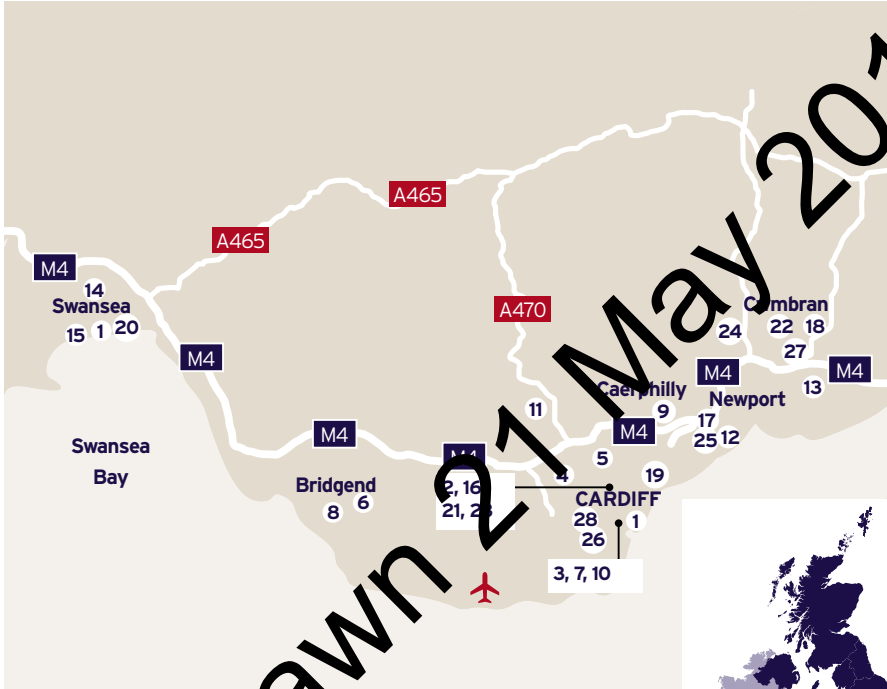 A465
A465
M4
14
Swansea
15 1 20
A470
Cwmbran
24 22 18
27
M4
M4
M4
13
Caerphilly
Newport
11
9
17
M4
M4
25 12
Swansea
Bay
M4
5
4
19
Bridgend
2, 16
CARDIFF
8 6
21, 23
28 1
26
3, 7, 10
awn 21 May 201